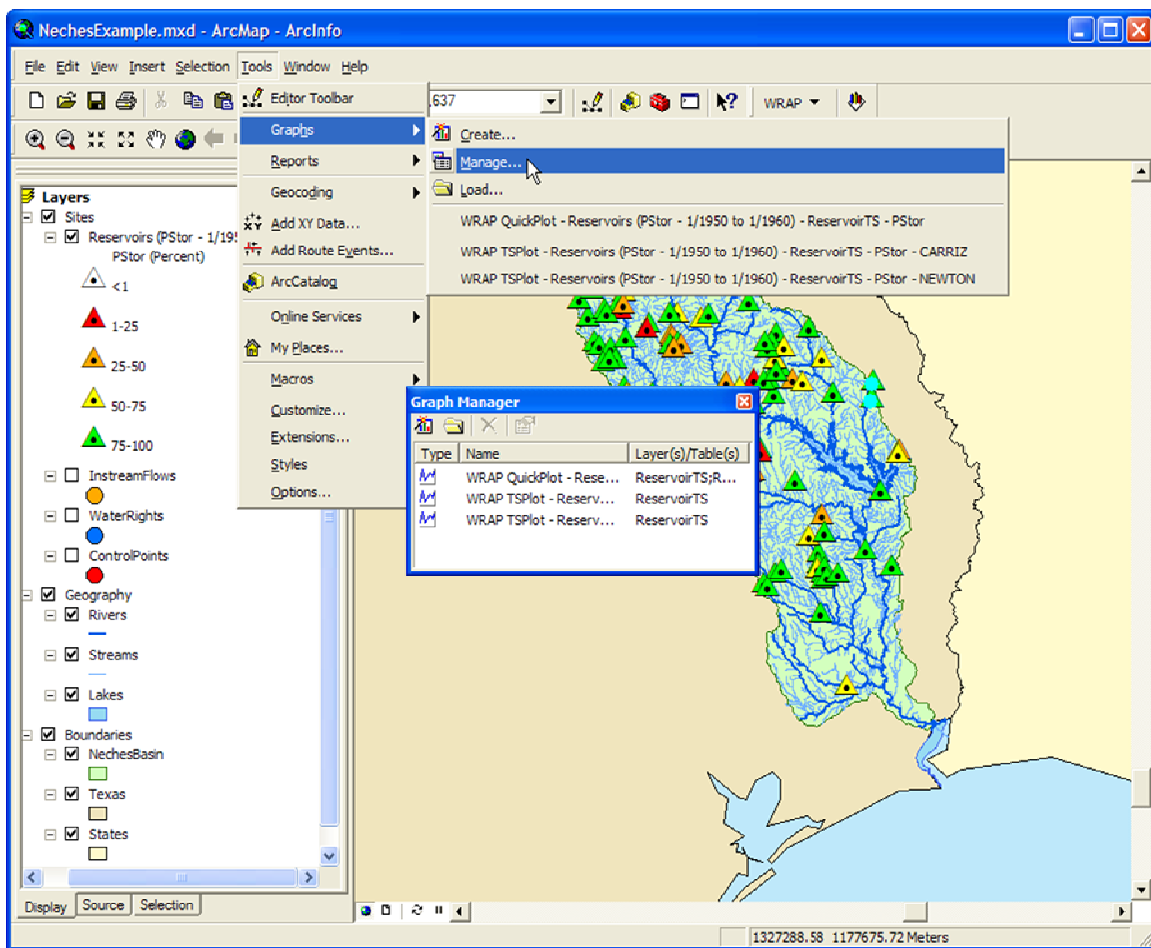 NechesExample.mxd - ArcMap - ArcInfo
File Edit View Insert Selection Tools Window Help
.637
WRAP
Editor Toolbar
Graphs
Reports
Geocoding
Add XY Data...
Add Route Events...
ArcCatalog
Online Services
My Places...
Macros
Customize...
Extensions...
Styles
Options...
Create...
Manage...
Load...
WRAP QuickPlot - Reservoirs (PStor - 1/1950 to 1/1960) - ReservoirTS - PStor
WRAP TSPlot - Reservoirs (PStor - 1/1950 to 1/1960) - ReservoirTS - PStor - CARRIZ
WRAP TSPlot - Reservoirs (PStor - 1/1950 to 1/1960) - ReservoirTS - PStor - NEWTON
Layers
Sites
Reservoirs (PStor - 1/195
PStor (Percent)
<1
1-25
25-50
50-75
75-100
InstreamFlows
WaterRights
ControlPoints
Geography
Rivers
Streams
Lakes
Boundaries
NechesBasin
Texas
States
Display Source Selection
Graph Manager
Type Name Layer(s)/Table(s)
WRAP QuickPlot - Rese... ReservoirTS;R...
WRAP TSPlot - Reserv... ReservoirTS
WRAP TSPlot - Reserv... ReservoirTS
1327288.58 1177675.72 Meters